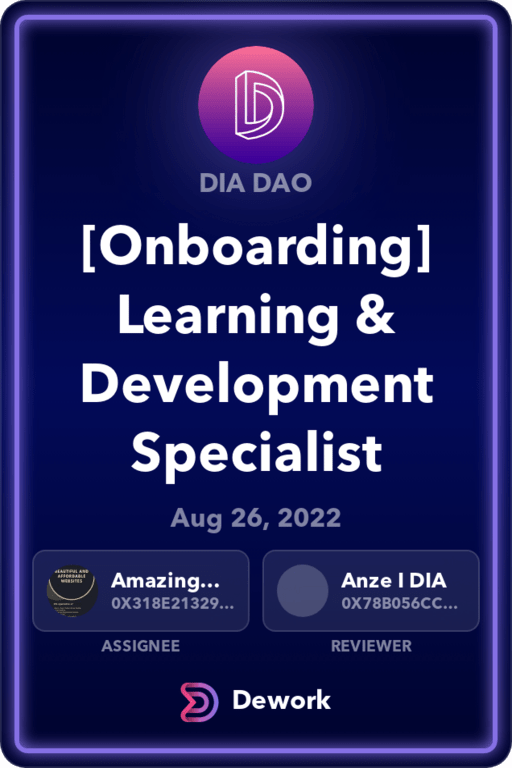 DIA DAO
[Onboarding]
Learning &
Development
Specialist
Aug 26, 2022
BEAUTIFUL AND
AFFORDABLE
WEBSITES
Amazing...
0X318E21329...
ASSIGNEE
Anze I DIA
0X78B056CC...
REVIEWER
Dework